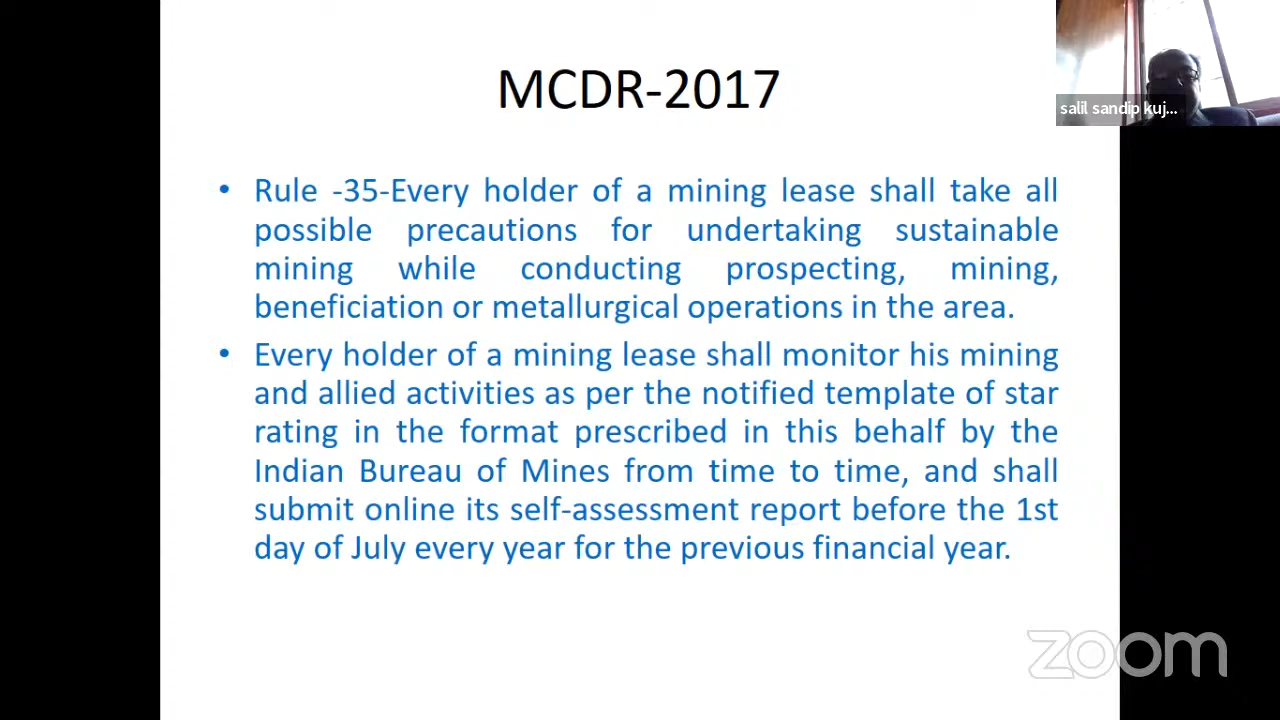 MCDR-2017
salil sandip kuj...
• Rule -35-Every holder of a mining lease shall take all
possible precautions for undertaking sustainable
mining while conducting prospecting, mining,
beneficiation or metallurgical operations in the area.
• Every holder of a mining lease shall monitor his mining
and allied activities as per the notified template of star
rating in the format prescribed in this behalf by the
Indian Bureau of Mines from time to time, and shall
submit online its self-assessment report before the 1st
day of July every year for the previous financial year.
zoom